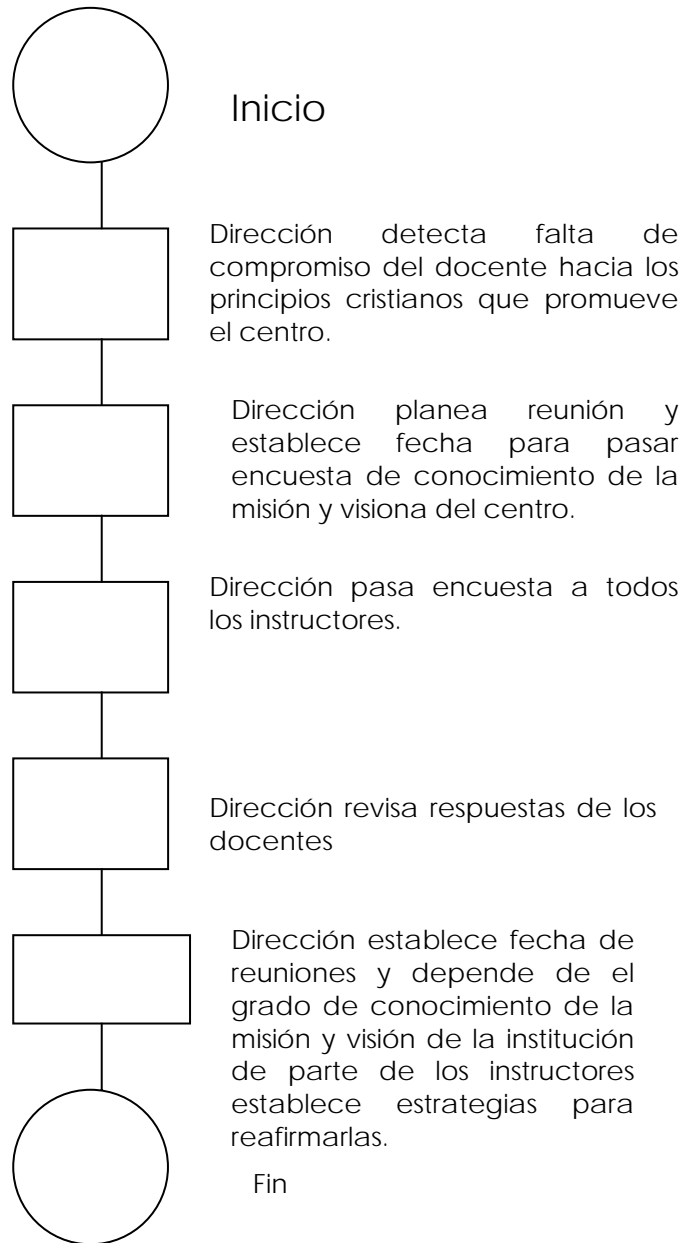 Inicio
Dirección detecta falta de
compromiso del docente hacia los
principios cristianos que promueve
el centro.
Dirección planea reunión y
establece fecha para pasar
encuesta de conocimiento de la
misión y visiona del centro.
Dirección pasa encuesta a todos
los instructores.
Dirección revisa respuestas de los
docentes
Dirección establece fecha de
reuniones y depende de el
grado de conocimiento de la
misión y visión de la institución
de parte de los instructores
establece estrategias para
reafirmarlas.
Fin